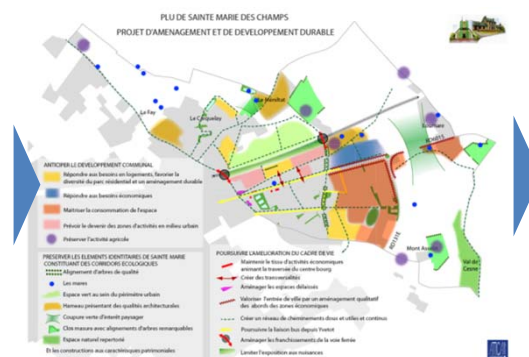 PLU DE SAINTE MARIE DES CHAMPS
PROJET D'AMENAGEMENT ET DE DEVELOPPEMENT DURABLE
Le Fay
Mont Asselin
Val de
Cesne
ANTICIPER LE DEVELOPPEMENT COMMUNAL
Répondre aux besoins en logements, favoriser la
diversité du parc résidentiel et un aménagement durable
Répondre aux besoins économiques
Maîtriser la consommation de l'espace
Prévoir le devenir des zones d'activités en milieu urbain
Préserver l'activité agricole
PRESERVER LES ELEMENTS IDENTITAIRES DE SAINTE MARIE
CONSTITUANT DES CORRIDORS ECOLOGIQUES
Alignement d'arbres de qualité
Les mares
Espace vert au sein du périmètre urbain
Hameau présentant des qualités architecturales
Coupure verte d'intérêt paysager
Clos masure avec alignements d'arbres remarquables
Espace naturel repertorié
Et les constructions aux caractères patrimoniales
POURSUIVRE L'AMELIORATION DU CADRE DE VIE
Maintenir le tissu d'activités économiques
animant la traversée du centre bourg
Créer des transversalités
Aménager les espaces délaissés
Valoriser l'entrée de ville par un aménagement qualitatif
des abords des zones économiques
Créer un réseau de cheminements doux et utiles et continus
Poursuivre la liaison bus depuis Yvetot
Aménager les franchissements de la voie ferrée
Limiter l'exposition aux nuisances